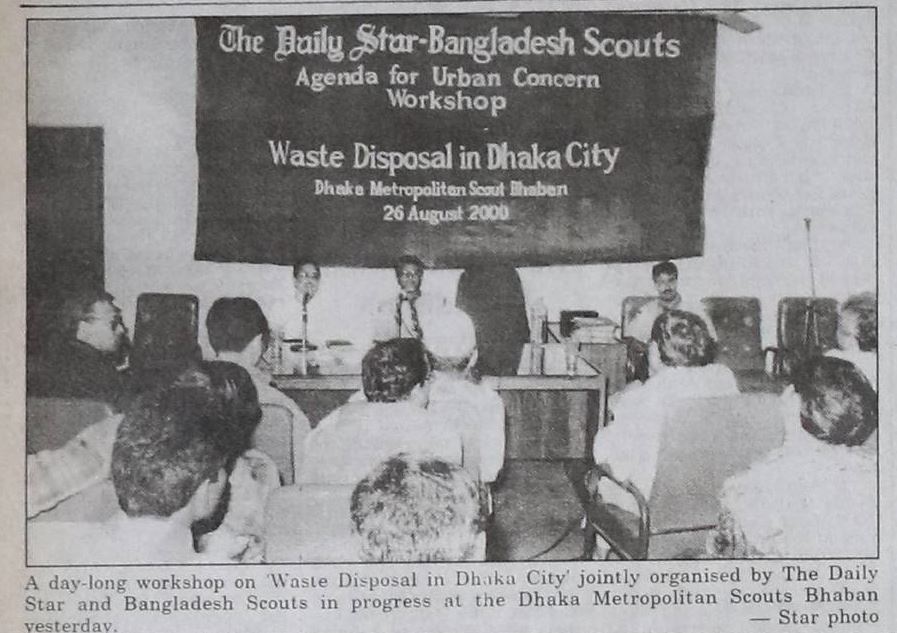 The Daily Star-Bangladesh Scouts
Agenda for Urban Concern
Workshop
Waste Disposal in Dhaka City
Dhaka Metropolitan Scout Bhaban
26 August 2000
A day-long workshop on 'Waste Disposal in Dhaka City' jointly organised by The Daily
Star and Bangladesh Scouts in progress at the Dhaka Metropolitan Scouts Bhaban
yesterday. — Star photo